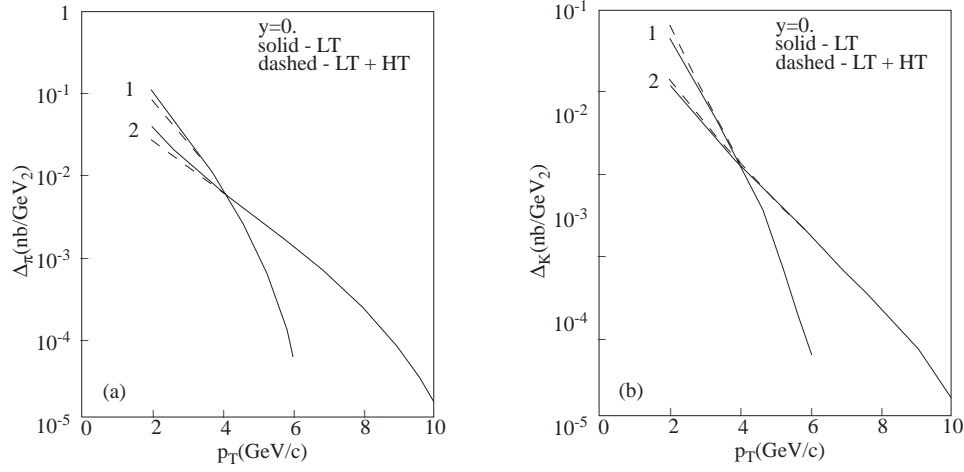 1
y=0.
solid - LT
dashed - LT + HT
10-1
1
2
10-2
Δπ(nb/GeV2)
10-3
10-4
(a)
10-5
0
2
4
6
8
10
pT(GeV/c)
10-1
y=0.
solid - LT
dashed - LT + HT
1
2
10-2
10-3
ΔK(nb/GeV2)
10-4
(b)
10-5
0
2
4
6
8
10
pT(GeV/c)